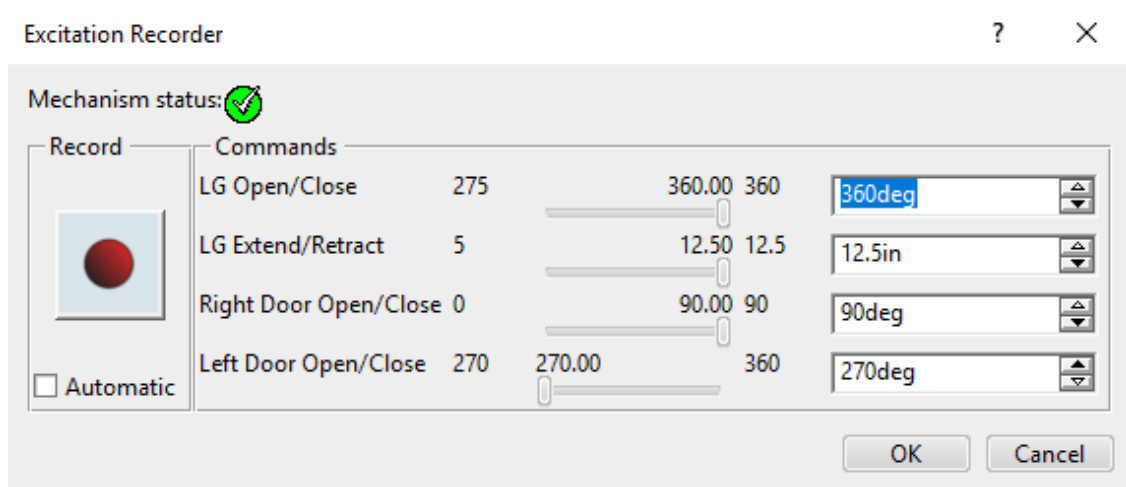 Excitation Recorder ? ×
Mechanism status:
Record Commands
LG Open/Close 275 360.00 360 360deg
LG Extend/Retract 5 12.50 12.5 12.5in
Right Door Open/Close 0 90.00 90 90deg
Left Door Open/Close 270 270.00 360 270deg
Automatic
OK Cancel